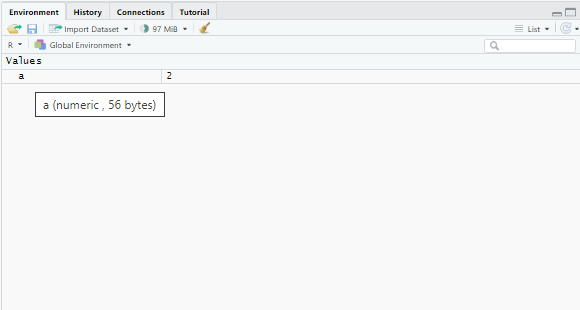 Environment History Connections Tutorial
Import Dataset 97 MiB List
R Global Environment
Values
a 2
a (numeric , 56 bytes)